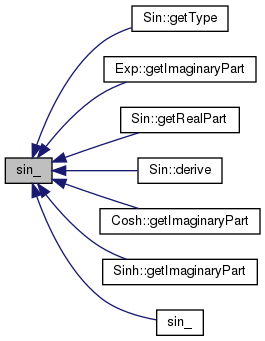 Sin::getType
Exp::getImaginaryPart
Sin::getRealPart
sin_
Sin::derive
Cosh::getImaginaryPart
Sinh::getImaginaryPart
sin_